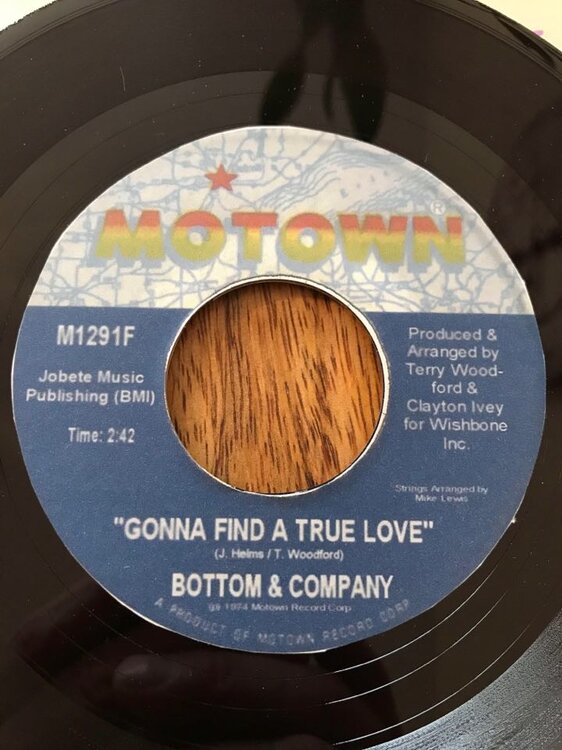 MOTOWN®
M1291F
Jobete Music
Publishing (BMI)
Time: 2:42
Produced &
Arranged by
Terry Wood-
ford &
Clayton Ivey
for Wishbone
Inc.
Strings Arranged by
Mike Lewis
"GONNA FIND A TRUE LOVE"
(J. Helms / T. Woodford)
BOTTOM & COMPANY
1974 Motown Record Corp
A PRODUCT OF MOTOWN RECORD CORP